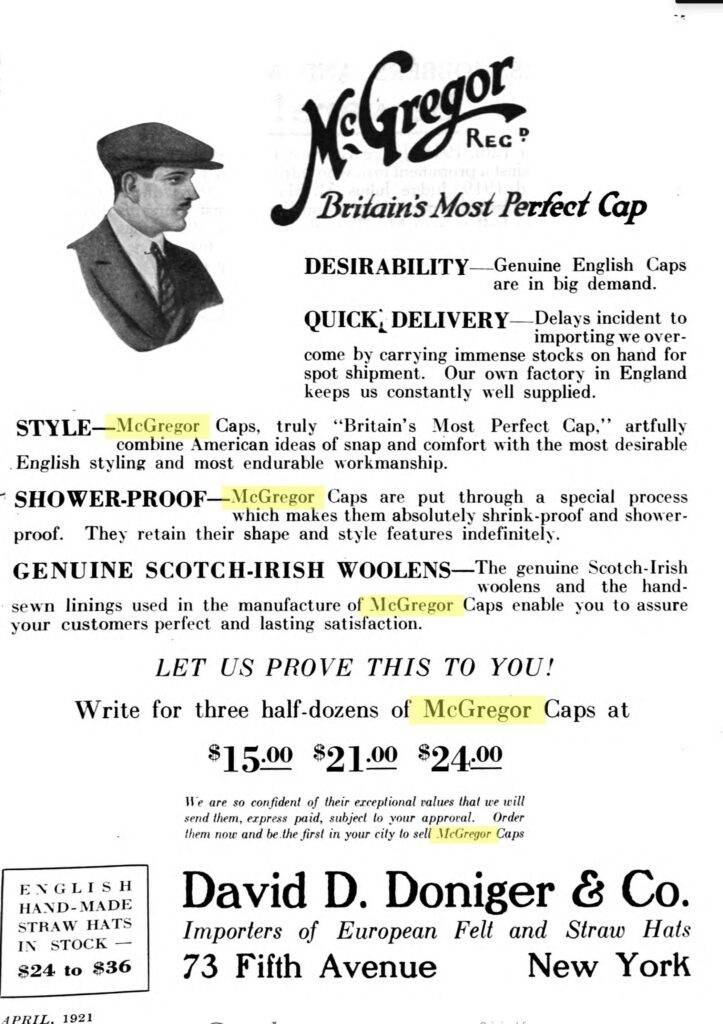 McGregor
REGD
Britain's Most Perfect Cap
DESIRABILITY—Genuine English Caps
are in big demand.
QUICK DELIVERY—Delays incident to
importing we over-
come by carrying immense stocks on hand for
spot shipment. Our own factory in England
keeps us constantly well supplied.
STYLE—McGregor Caps, truly "Britain's Most Perfect Cap," artfully
combine American ideas of snap and comfort with the most desirable
English styling and most endurable workmanship.
SHOWER-PROOF—McGregor Caps are put through a special process
which makes them absolutely shrink-proof and shower-
proof. They retain their shape and style features indefinitely.
GENUINE SCOTCH-IRISH WOOLENS—The genuine Scotch-Irish
woolens and the hand-
sewn linings used in the manufacture of McGregor Caps enable you to assure
your customers perfect and lasting satisfaction.
LET US PROVE THIS TO YOU!
Write for three half-dozens of McGregor Caps at
$15.00 $21.00 $24.00
We are so confident of their exceptional values that we will
send them, express paid, subject to your approval. Order
them now and be the first in your city to sell McGregor Caps
ENGLISH
HAND-MADE
STRAW HATS
IN STOCK—
$24 to $36
David D. Doniger & Co.
Importers of European Felt and Straw Hats
73 Fifth Avenue New York
APRIL, 1921